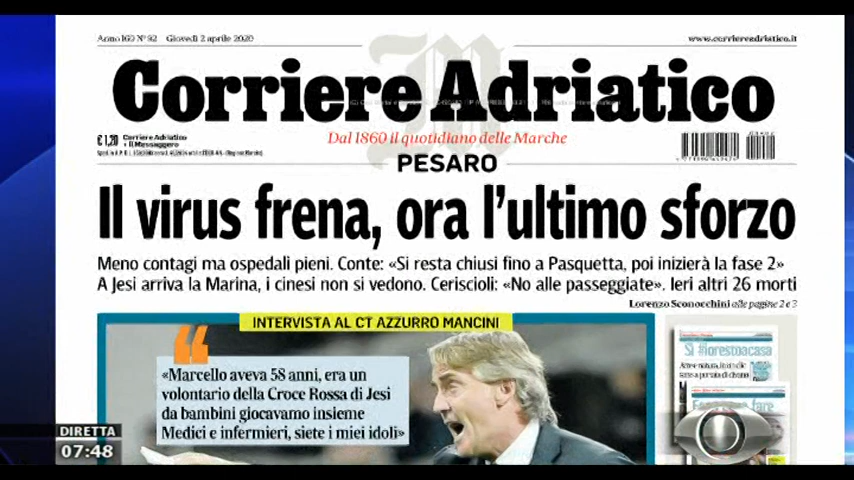 Anno 160 N° 92 Giovedì 2 aprile 2020
www.corriereadriatico.it
Corriere Adriatico
€ 1,20 Corriere Adriatico
+ Il Messaggero
Dal 1860 il quotidiano delle Marche
PESARO
Il virus frena, ora l'ultimo sforzo
Meno contagi ma ospedali pieni. Conte: «Si resta chiusi fino a Pasquetta, poi inizierà la fase 2»
A Jesi arriva la Marina, i cinesi non si vedono. Ceriscioli: «No alle passeggiate». Ieri altri 26 morti
Lorenzo Sconocchini alle pagine 2 e 3
INTERVISTA AL CT AZZURRO MANCINI
«Marcello aveva 58 anni, era un
volontario della Croce Rossa di Jesi
da bambini giocavamo insieme
Medici e infermieri, siete i miei idoli»
Sì #iorestoacasa
fare
DIRETTA
07:48